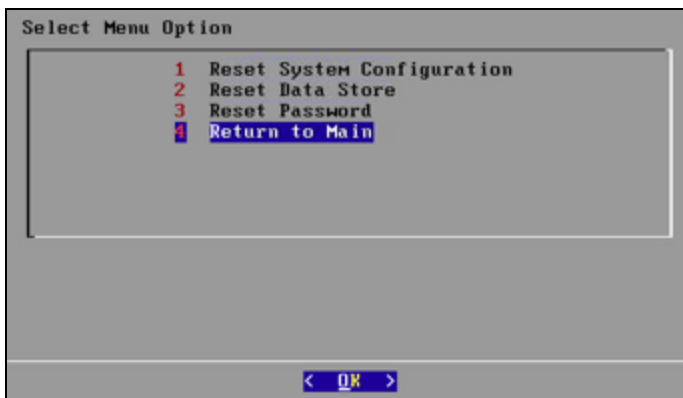 Select Menu Option
1 Reset System Configuration
2 Reset Data Store
3 Reset Password
4 Return to Main
< OK >